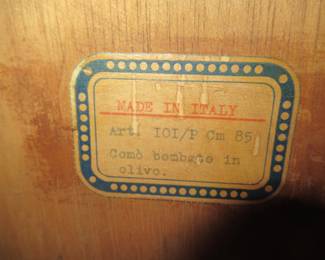 MADE IN ITALY
Art. IOI/P Cm 85
Comò bombato in
olivo.